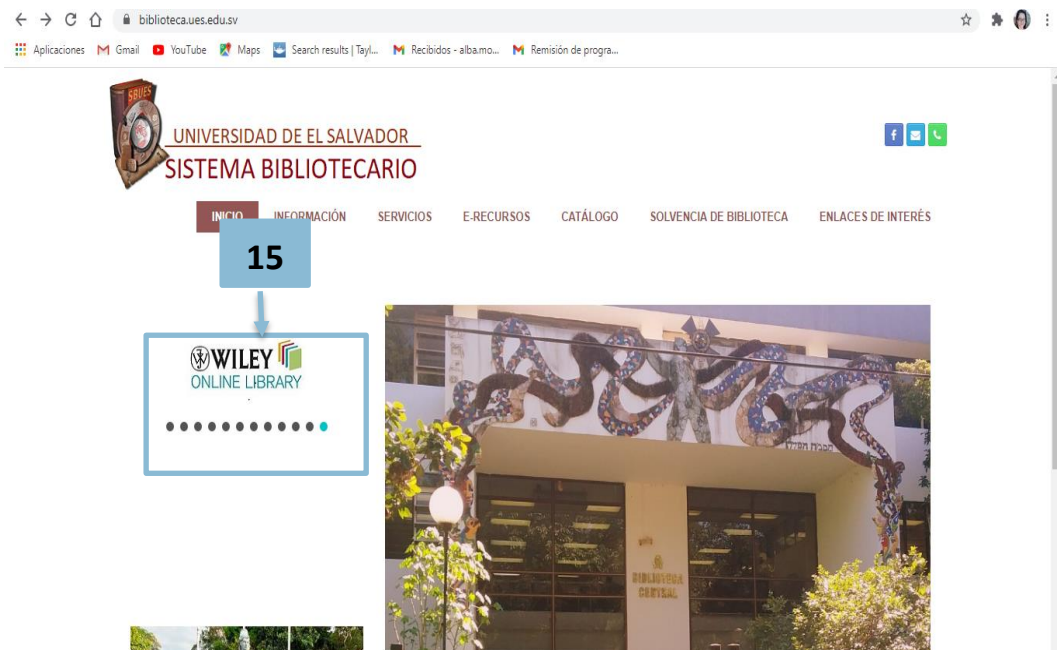 biblioteca.ues.edu.sv
Aplicaciones Gmail YouTube Maps Search results | Tayl... Recibidos - alba.mo... Remisión de progra...
SBUES
UNIVERSIDAD DE EL SALVADOR
SISTEMA BIBLIOTECARIO
INICIO INFORMACIÓN SERVICIOS E-RECURSOS CATÁLOGO SOLVENCIA DE BIBLIOTECA ENLACES DE INTERÉS
15
WILEY
ONLINE LIBRARY
BIBLIOTECA
CENTRAL